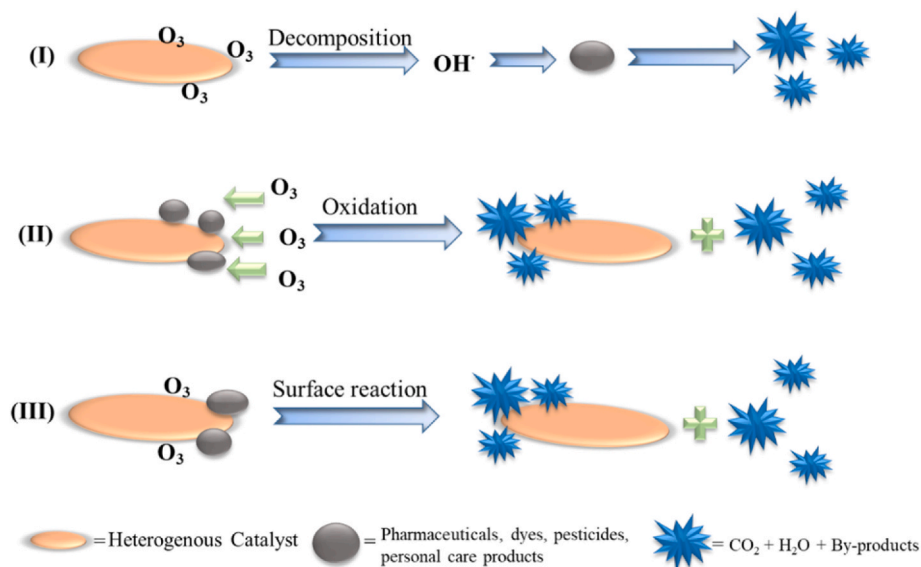 O₃
O₃
(I)
O₃
Decomposition
OH·
(II)
O₃
O₃
O₃
Oxidation
(III)
O₃
O₃
Surface reaction
=Heterogenous Catalyst
= Pharmaceuticals, dyes, pesticides,
personal care products
= CO₂ + H₂O + By-products